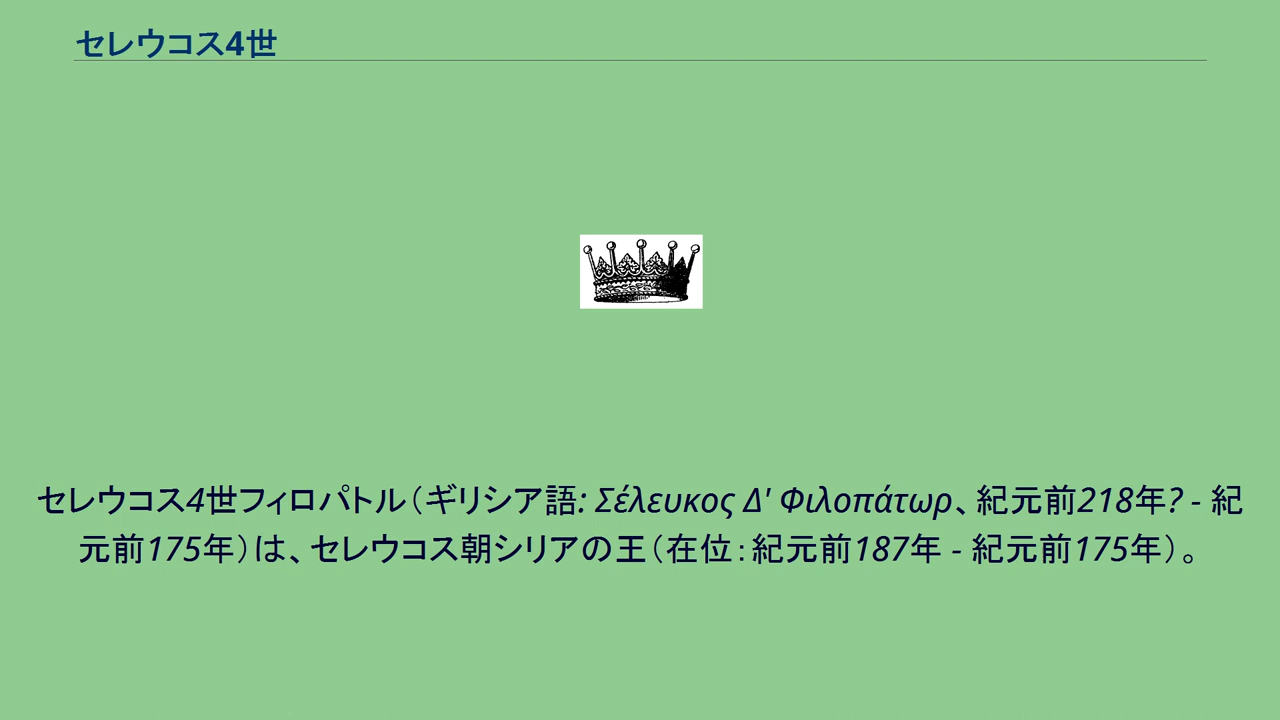 セレウコス4世
セレウコス4世フィロパトル（ギリシア語: Σέλευκος Δ' Φιλοπάτωρ、紀元前218年? - 紀
元前175年）は、セレウコス朝シリアの王（在位：紀元前187年 - 紀元前175年）。